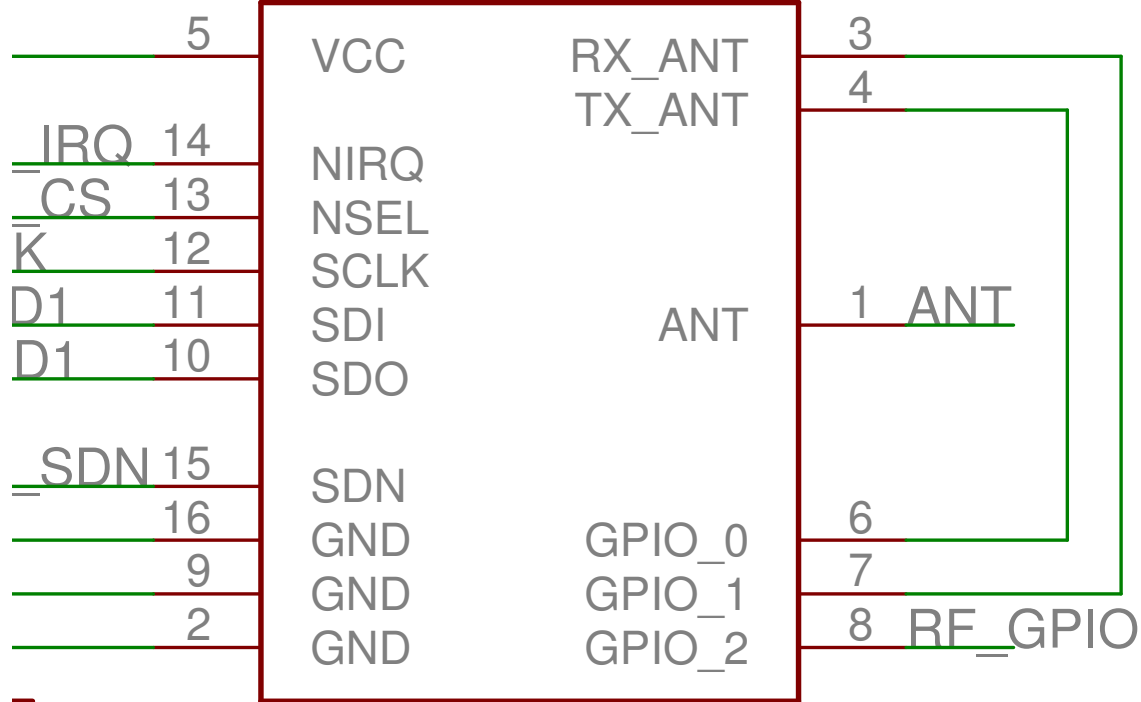 5 VCC RX_ANT 3
TX_ANT 4
_IRQ 14 NIRQ
_CS 13 NSEL
K 12 SCLK
D1 11 SDI ANT 1 ANT
D1 10 SDO
_SDN 15 SDN
16 GND GPIO_0 6
9 GND GPIO_1 7
2 GND GPIO_2 8 RF_GPIO